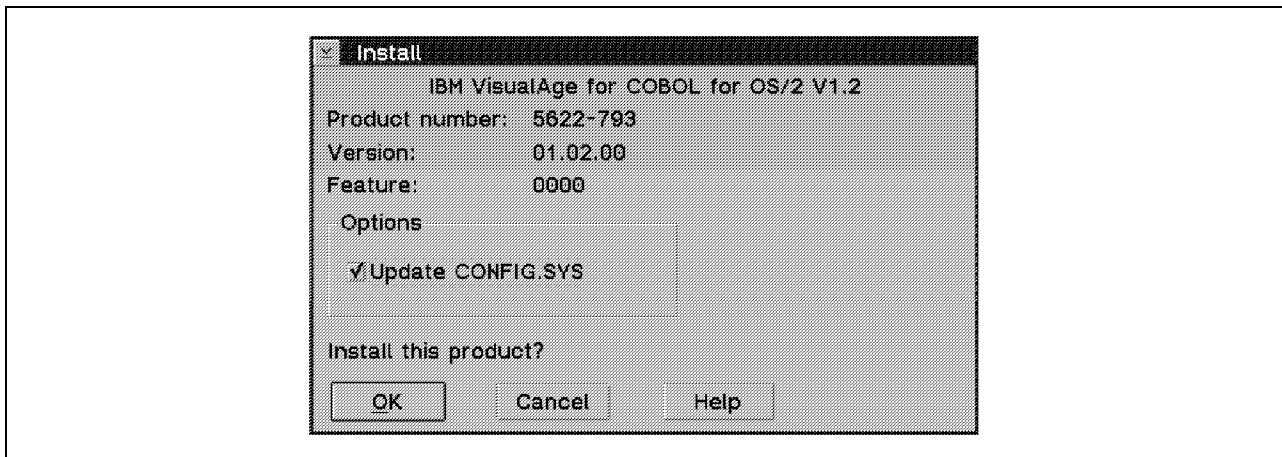 Install
IBM VisualAge for COBOL for OS/2 V1.2
Product number: 5622-793
Version: 01.02.00
Feature: 0000
Options
Update CONFIG.SYS
Install this product?
OK Cancel Help